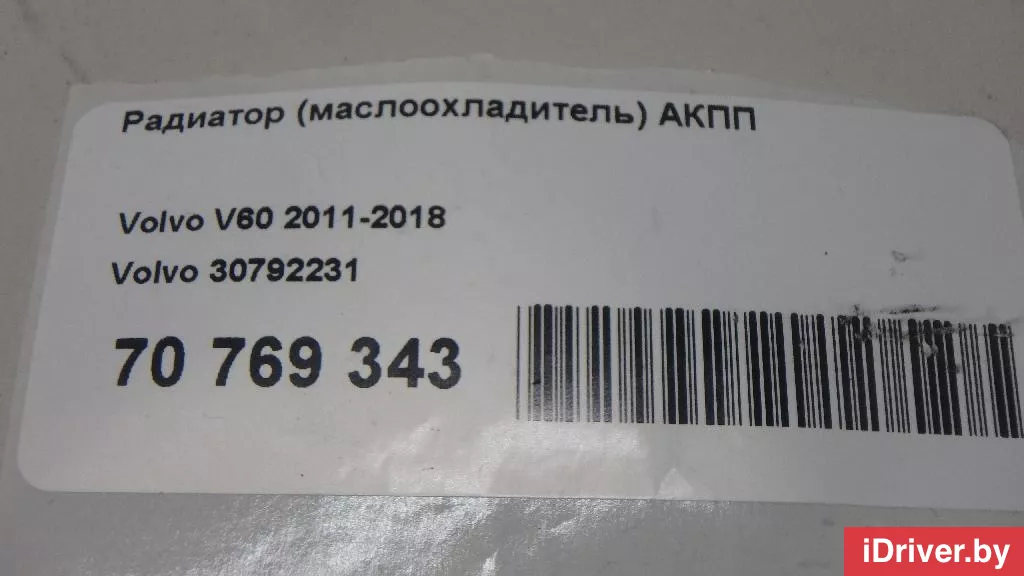 Радиатор (маслоохладитель) АКПП
Volvo V60 2011-2018
Volvo 30792231
70 769 343
iDriver.by